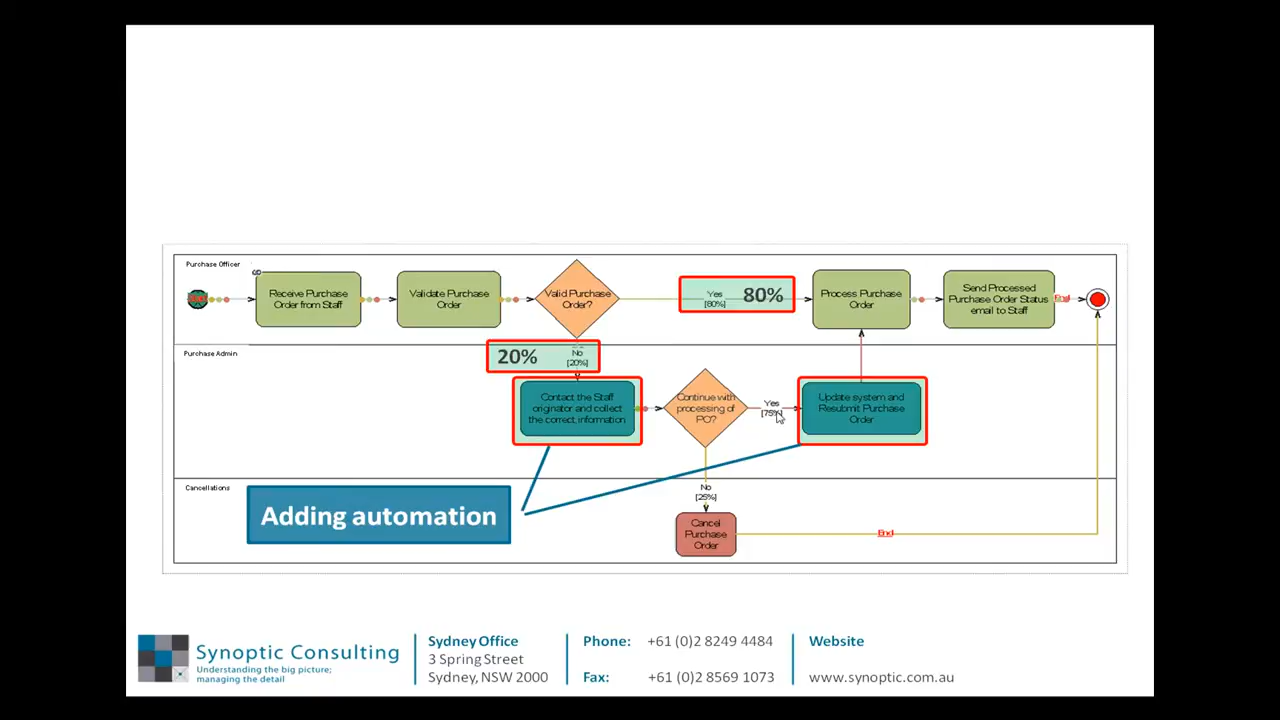 Purchase Officer
Receive Purchase
Order from Staff
Validate Purchase
Order
Valid Purchase
Order?
Yes
[80%]
80%
Process Purchase
Order
Send Processed
Purchase Order Status
email to Staff
End
Purchase Admin
20%
No
[20%]
Contact the Staff
originator and collect
the correct information
Continue with
processing of
PO?
Yes
[75%]
Update system and
Resubmit Purchase
Order
Cancellations
Adding automation
No
[25%]
Cancel
Purchase
Order
End
Synoptic Consulting
Understanding the big picture;
managing the detail
Sydney Office
3 Spring Street
Sydney, NSW 2000
Phone: +61 (0)2 8249 4484
Fax: +61 (0)2 8569 1073
Website
www.synoptic.com.au